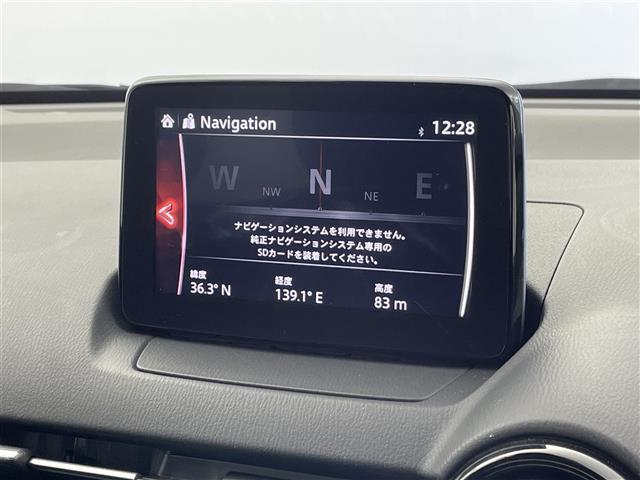 Navigation
12:28
W NW N NE E
ナビゲーションシステムを利用できません。
純正ナビゲーションシステム専用の
SDカードを装着してください。
緯度 経度 高度
36.3° N 139.1° E 83 m